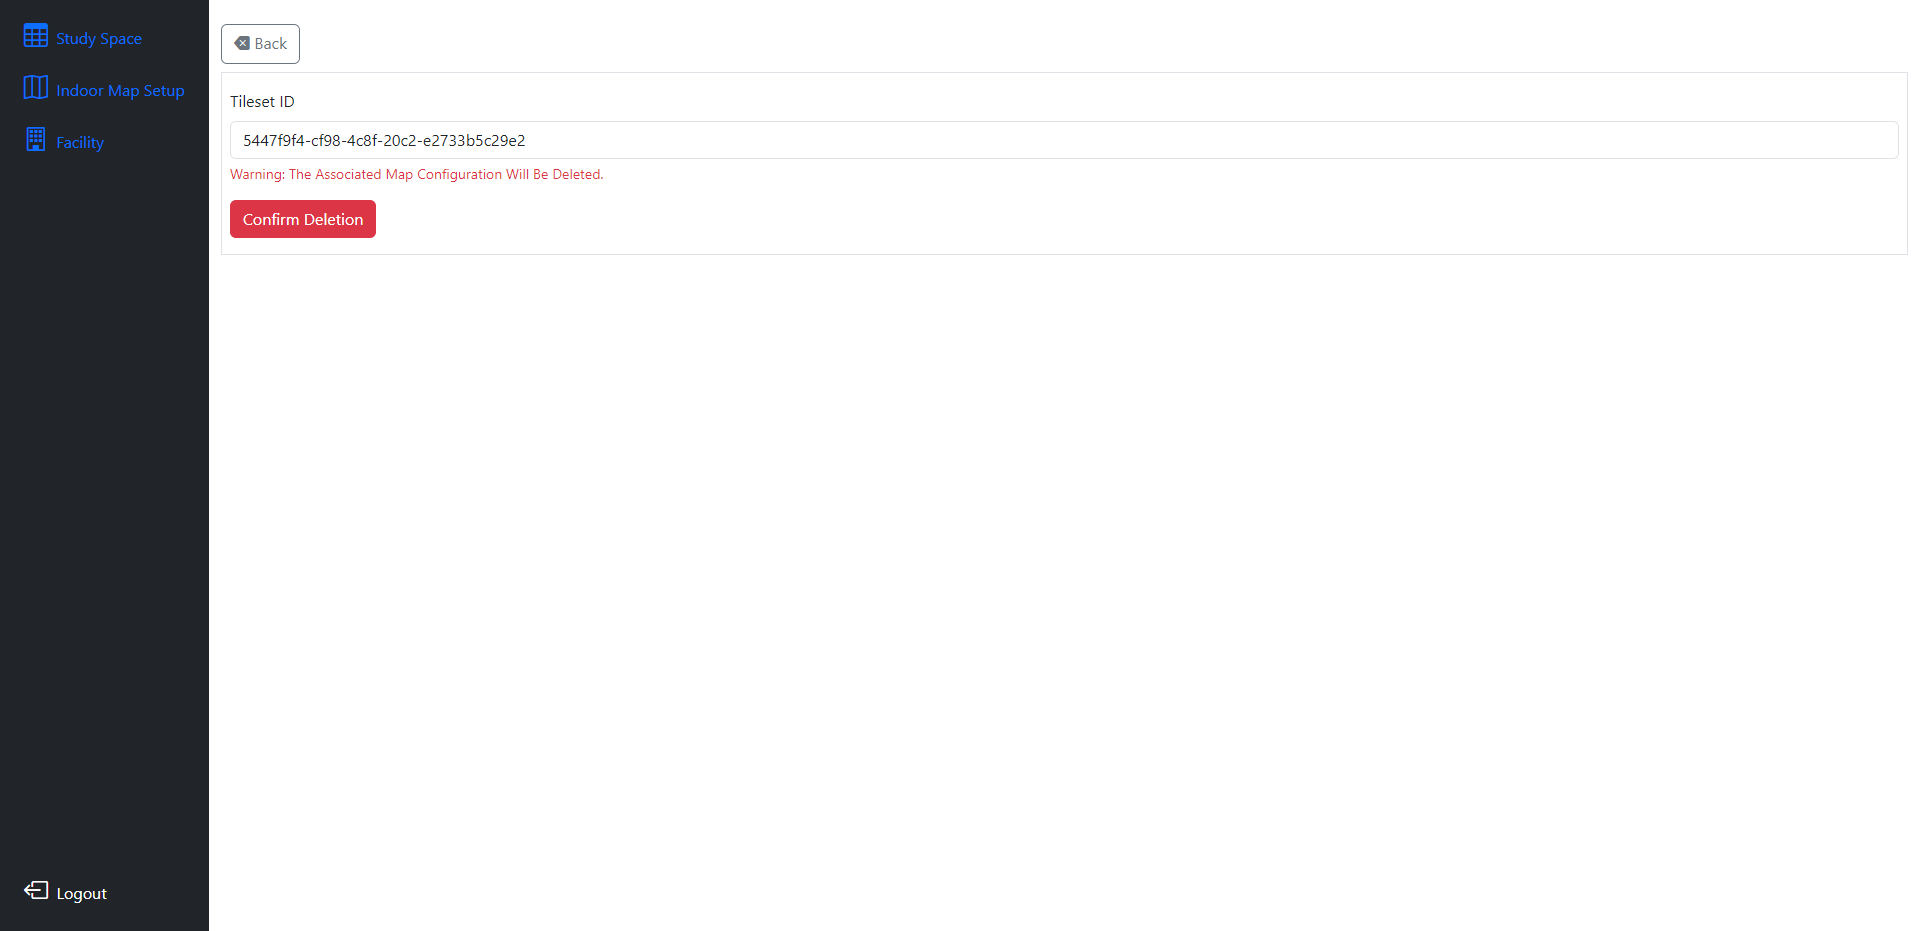 Study Space
Indoor Map Setup
Facility
Logout
Back
Tileset ID
5447f9f4-cf98-4c8f-20c2-e2733b5c29e2
Warning: The Associated Map Configuration Will Be Deleted.
Confirm Deletion